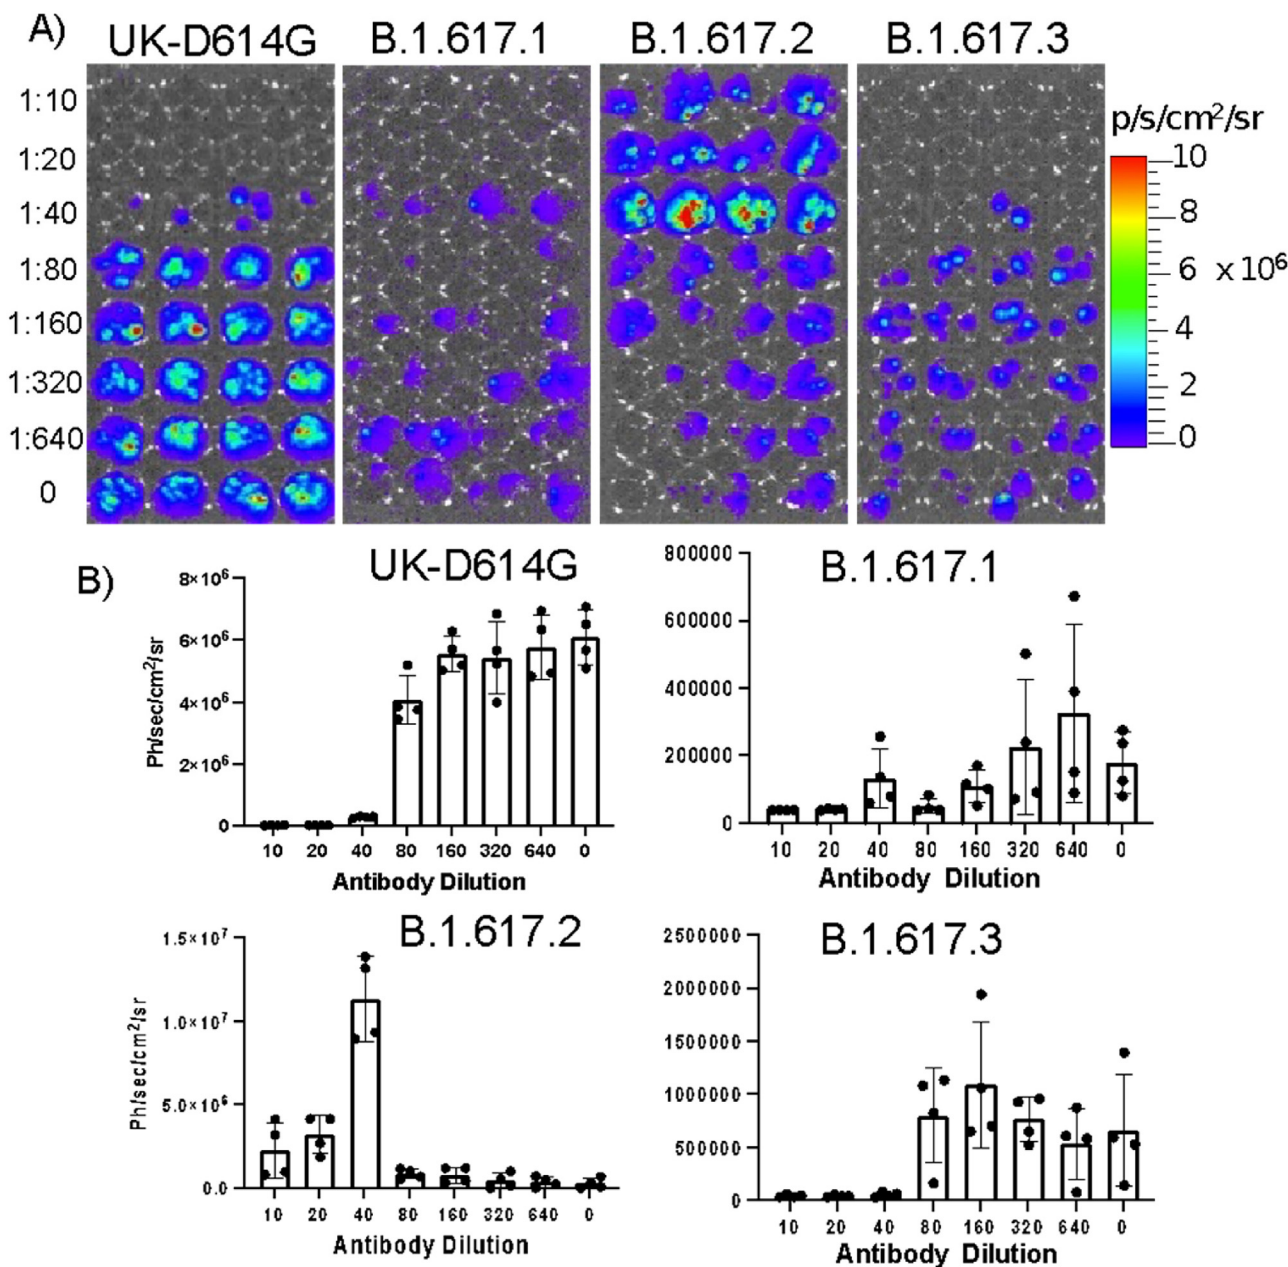 A)
UK-D614G B.1.617.1 B.1.617.2 B.1.617.3
1:10
1:20
1:40
1:80
1:160
1:320
1:640
0
p/s/cm²/sr
10
8
6
4
2
0
x 10⁶
B)
UK-D614G
Ph/sec/cm²/sr
8×10⁶
6×10⁶
4×10⁶
2×10⁶
0
10 20 40 80 160 320 640 0
Antibody Dilution
B.1.617.1
800000
600000
400000
200000
0
10 20 40 80 160 320 640 0
Antibody Dilution
B.1.617.2
Ph/sec/cm²/sr
1.5×10⁷
1.0×10⁷
5.0×10⁶
0.0
10 20 40 80 160 320 640 0
Antibody Dilution
B.1.617.3
2500000
2000000
1500000
1000000
500000
0
10 20 40 80 160 320 640 0
Antibody Dilution